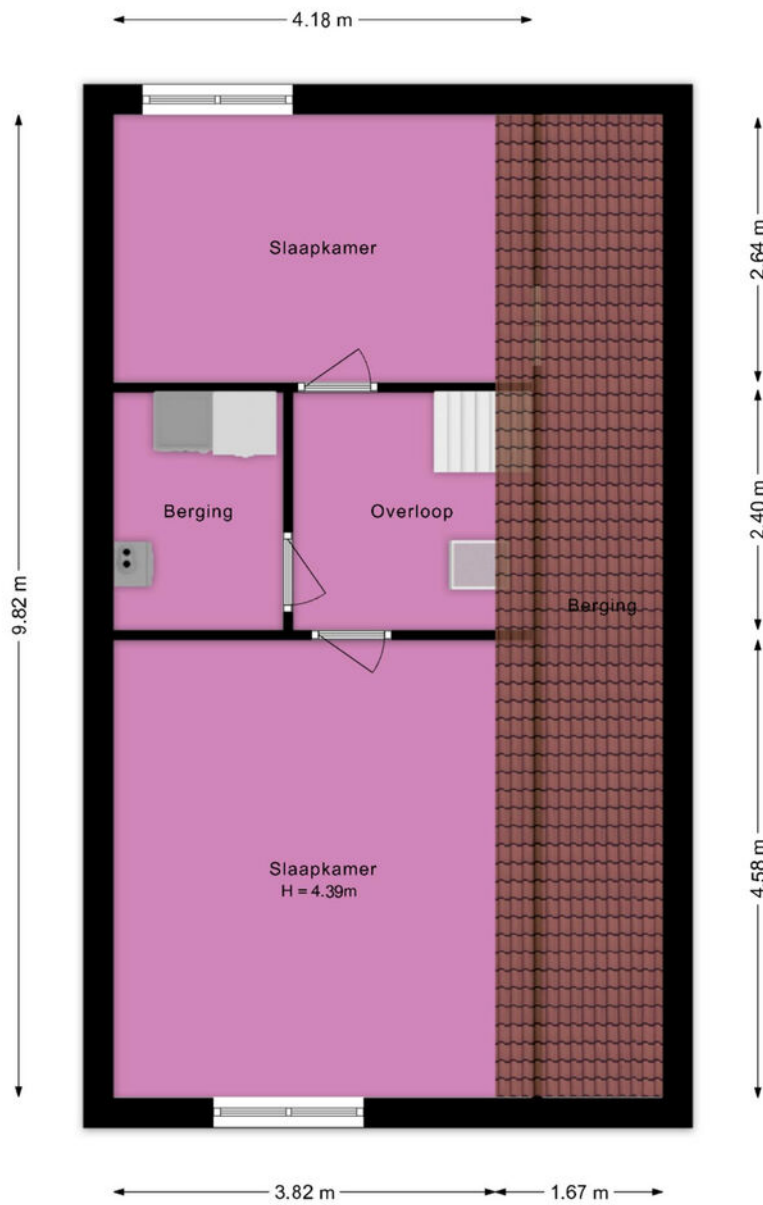 4.18 m
Slaapkamer
2.64 m
Berging
Overloop
2.40 m
9.82 m
Berging
Slaapkamer
H = 4.39m
4.58 m
3.82 m
1.67 m